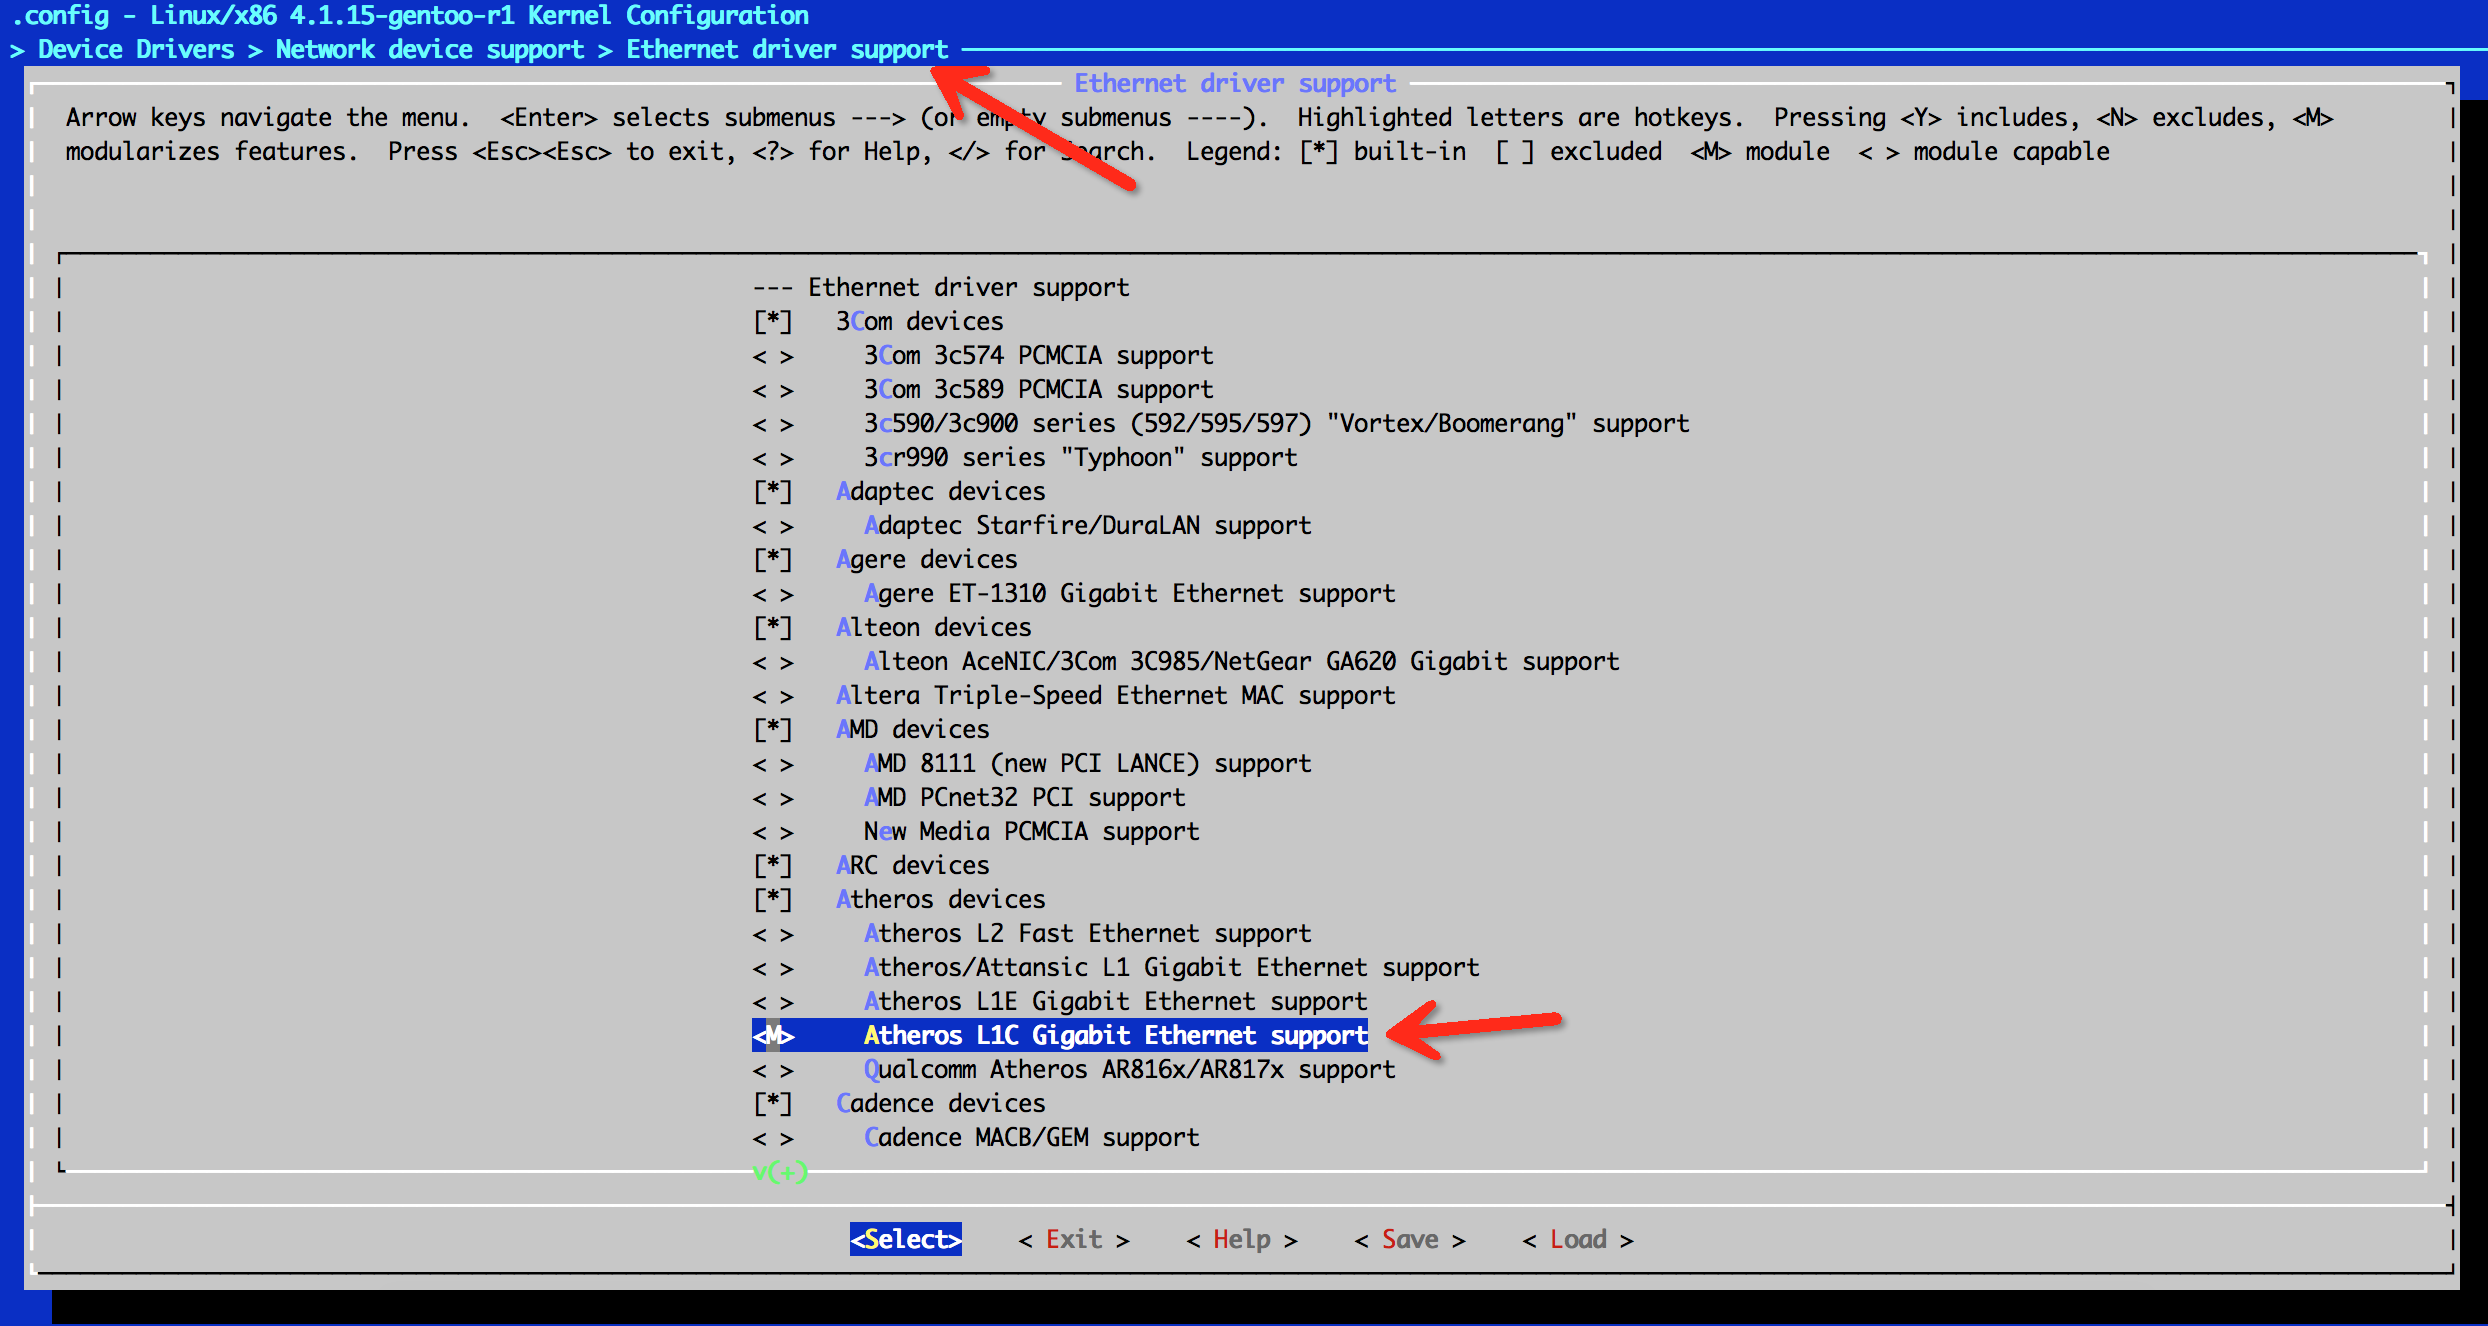 .config - Linux/x86 4.1.15-gentoo-r1 Kernel Configuration
> Device Drivers > Network device support > Ethernet driver support
Ethernet driver support
Arrow keys navigate the menu.  <Enter> selects submenus ---> (or empty submenus ----).  Highlighted letters are hotkeys.  Pressing <Y> includes, <N> excludes, <M>
modularizes features.  Press <Esc><Esc> to exit, <?> for Help, </> for Search.  Legend: [*] built-in  [ ] excluded  <M> module  < > module capable
--- Ethernet driver support
[*]   3Com devices
< >     3Com 3c574 PCMCIA support
< >     3Com 3c589 PCMCIA support
< >     3c590/3c900 series (592/595/597) "Vortex/Boomerang" support
< >     3cr990 series "Typhoon" support
[*]   Adaptec devices
< >     Adaptec Starfire/DuraLAN support
[*]   Agere devices
< >     Agere ET-1310 Gigabit Ethernet support
[*]   Alteon devices
< >     Alteon AceNIC/3Com 3C985/NetGear GA620 Gigabit support
< >   Altera Triple-Speed Ethernet MAC support
[*]   AMD devices
< >     AMD 8111 (new PCI LANCE) support
< >     AMD PCnet32 PCI support
< >     New Media PCMCIA support
[*]   ARC devices
[*]   Atheros devices
< >     Atheros L2 Fast Ethernet support
< >     Atheros/Attansic L1 Gigabit Ethernet support
< >     Atheros L1E Gigabit Ethernet support
<M>     Atheros L1C Gigabit Ethernet support
< >     Qualcomm Atheros AR816x/AR817x support
[*]   Cadence devices
< >     Cadence MACB/GEM support
v(+)
<Select>    < Exit >    < Help >    < Save >    < Load >